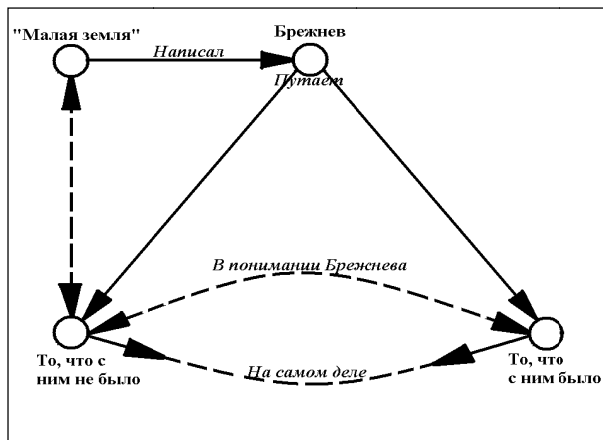 "Малая земля"
Брежнев
Написал
Путает
В понимании Брежнева
То, что с
ним не было
На самом деле
То, что
с ним было